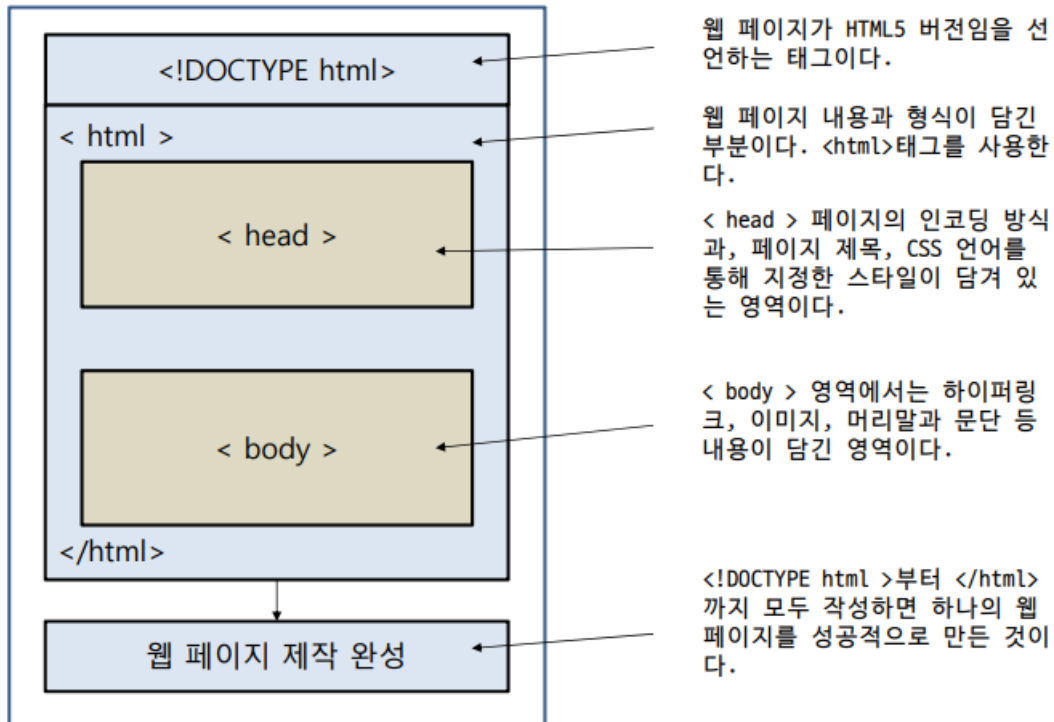 <!DOCTYPE html>
< html >
< head >
< body >
</html>
웹 페이지 제작 완성
웹 페이지가 HTML5 버전임을 선
언하는 태그이다.
웹 페이지 내용과 형식이 담긴
부분이다. <html>태그를 사용한
다.
< head > 페이지의 인코딩 방식
과, 페이지 제목, CSS 언어를
통해 지정한 스타일이 담겨 있
는 영역이다.
< body > 영역에서는 하이퍼링
크, 이미지, 머리말과 문단 등
내용이 담긴 영역이다.
<!DOCTYPE html >부터 </html>
까지 모두 작성하면 하나의 웹
페이지를 성공적으로 만든 것이
다.